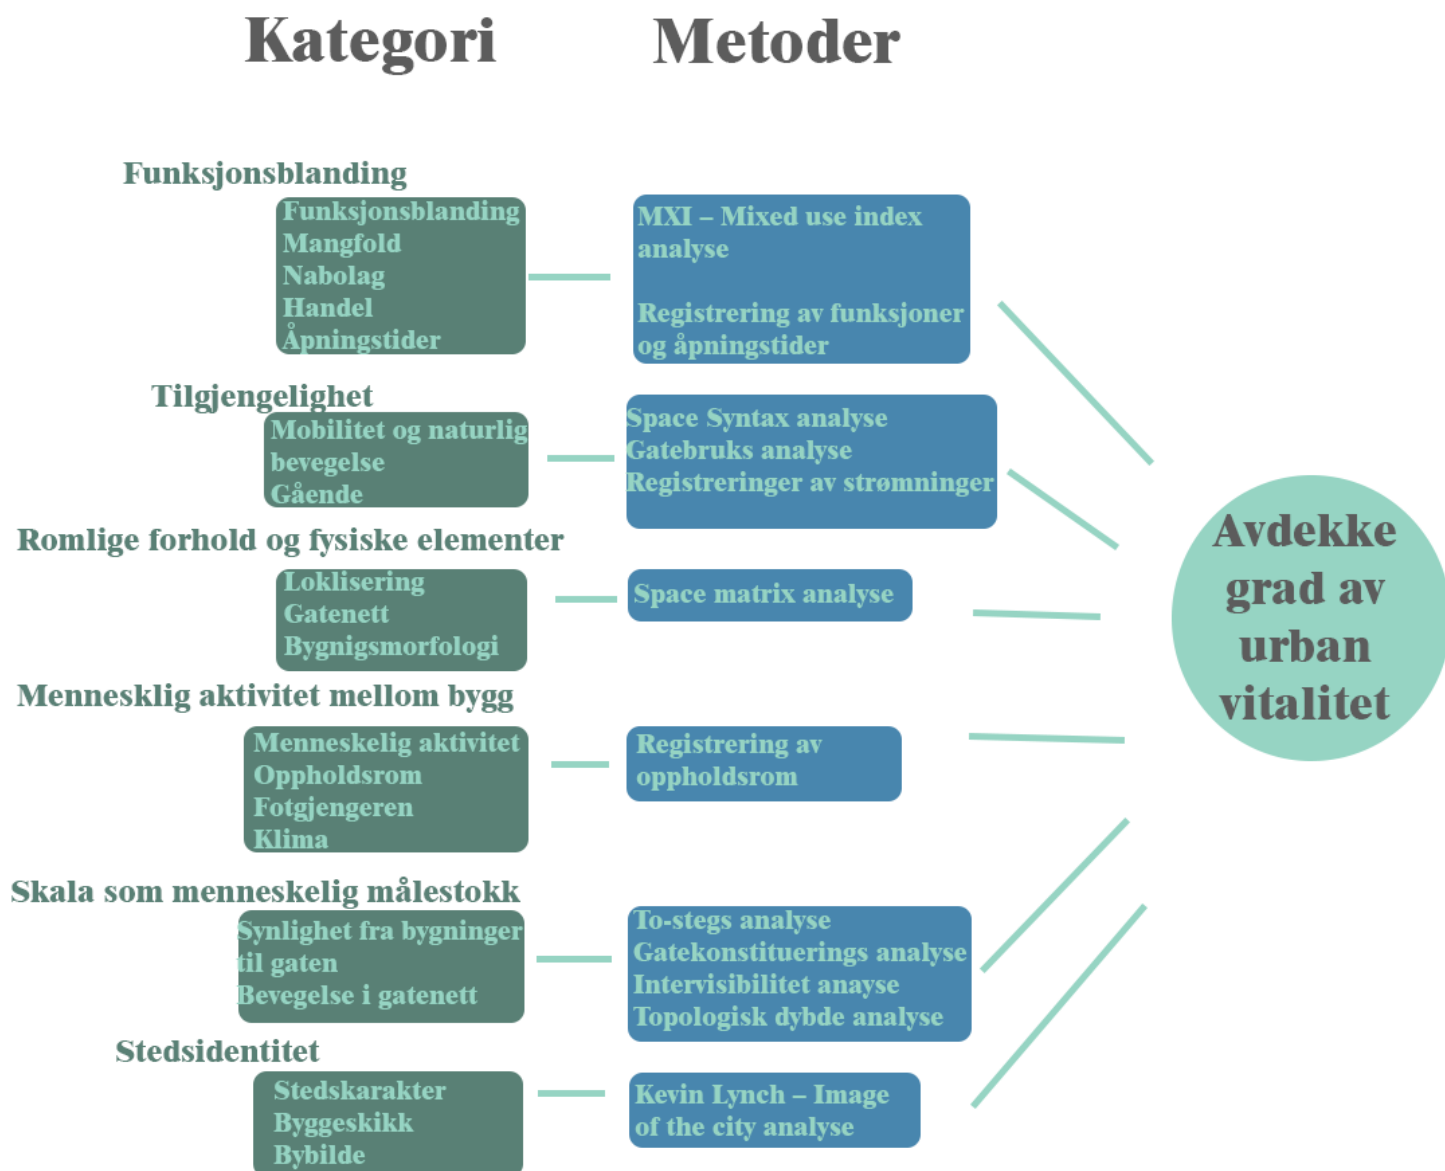 Kategori
Metoder
Funksjonsblanding
Funksjonsblanding
Mangfold
Nabolag
Handel
Åpningstider
MXI – Mixed use index
analyse
Registrering av funksjoner
og åpningstider
Tilgjengelighet
Mobilitet og naturlig
bevegelse
Gående
Space Syntax analyse
Gatebruks analyse
Registreringer av strømninger
Romlige forhold og fysiske elementer
Loklisering
Gatenett
Bygnigsmorfologi
Space matrix analyse
Mennesklig aktivitet mellom bygg
Menneskelig aktivitet
Oppholdsrom
Fotgjengeren
Klima
Registrering av
oppholdsrom
Skala som menneskelig målestokk
Synlighet fra bygninger
til gaten
Bevegelse i gatenett
To-stegs analyse
Gatekonstituerings analyse
Intervisibilitet anayse
Topologisk dybde analyse
Stedsidentitet
Stedskarakter
Byggeskikk
Bybilde
Kevin Lynch – Image
of the city analyse
Avdekke
grad av
urban
vitalitet